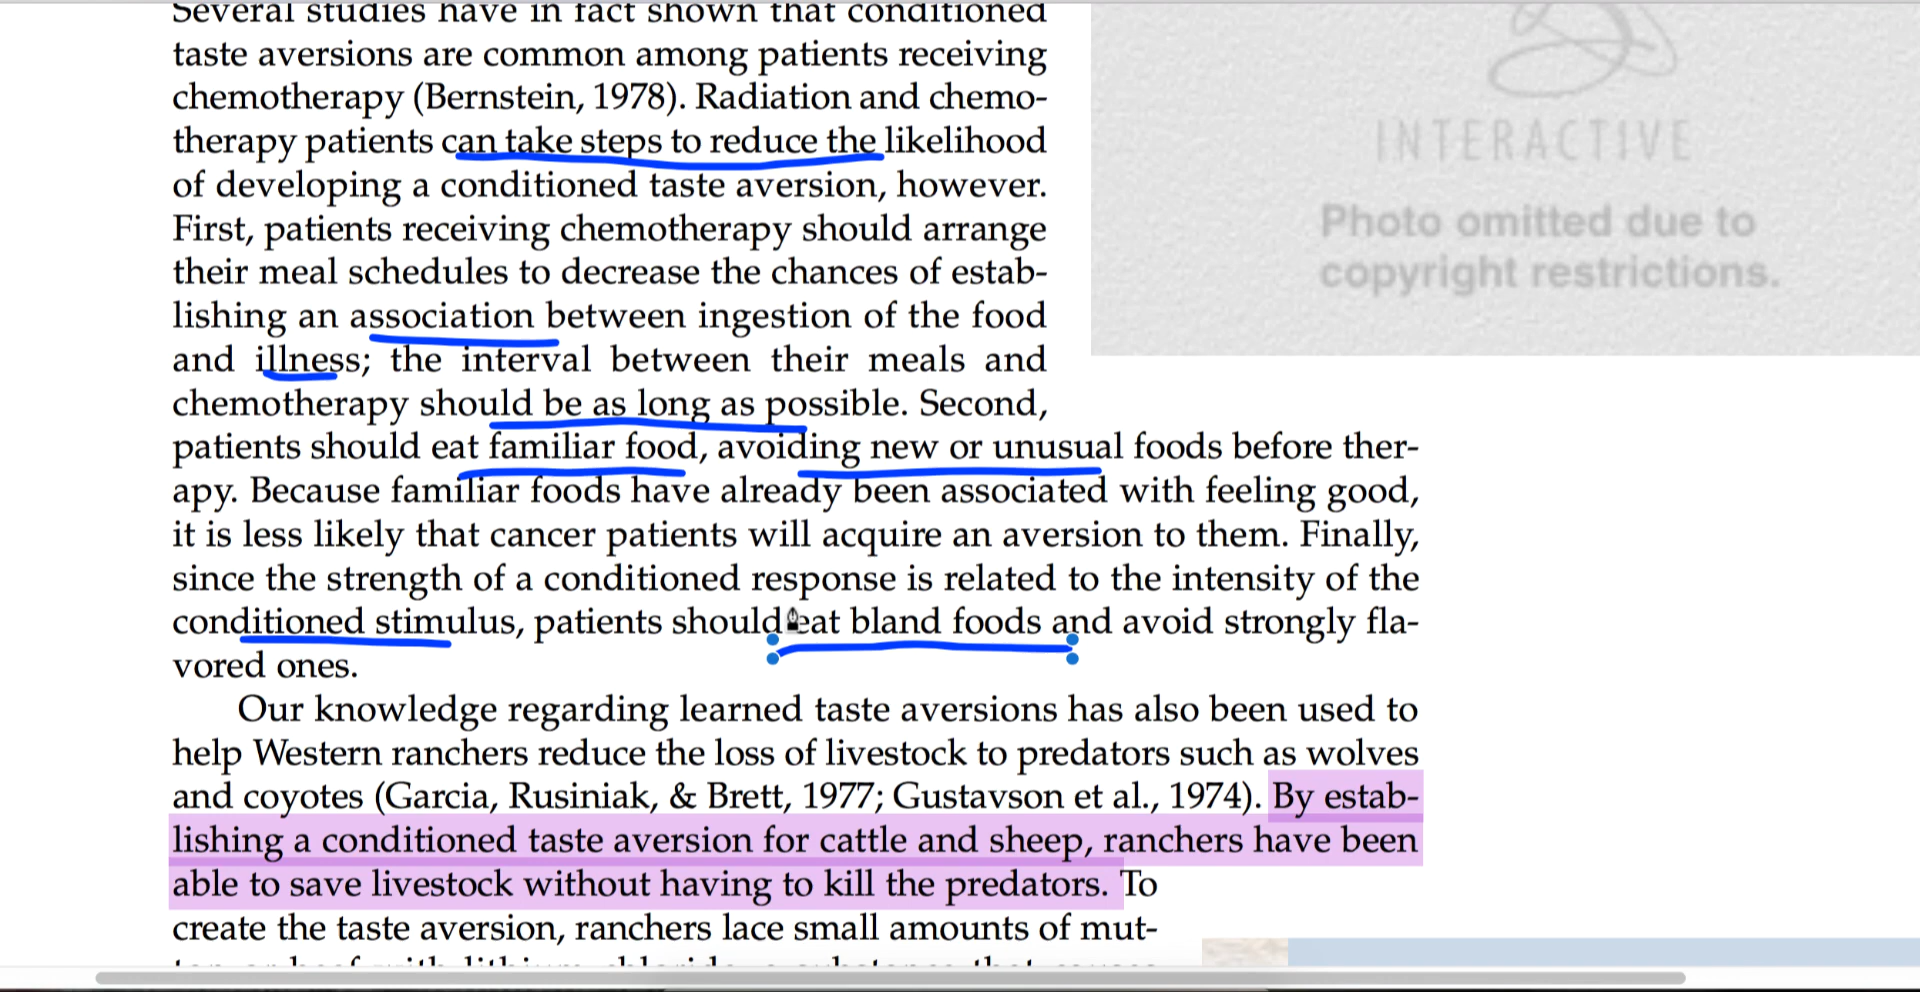 Several studies have in fact shown that conditioned
taste aversions are common among patients receiving
chemotherapy (Bernstein, 1978). Radiation and chemo-
therapy patients can take steps to reduce the likelihood
of developing a conditioned taste aversion, however.
First, patients receiving chemotherapy should arrange
their meal schedules to decrease the chances of estab-
lishing an association between ingestion of the food
and illness; the interval between their meals and
chemotherapy should be as long as possible. Second,
patients should eat familiar food, avoiding new or unusual foods before ther-
apy. Because familiar foods have already been associated with feeling good,
it is less likely that cancer patients will acquire an aversion to them. Finally,
since the strength of a conditioned response is related to the intensity of the
conditioned stimulus, patients should eat bland foods and avoid strongly fla-
vored ones.
Our knowledge regarding learned taste aversions has also been used to
help Western ranchers reduce the loss of livestock to predators such as wolves
and coyotes (Garcia, Rusiniak, & Brett, 1977; Gustavson et al., 1974). By estab-
lishing a conditioned taste aversion for cattle and sheep, ranchers have been
able to save livestock without having to kill the predators. To
create the taste aversion, ranchers lace small amounts of mut-
INTERACTIVE
Photo omitted due to
copyright restrictions.